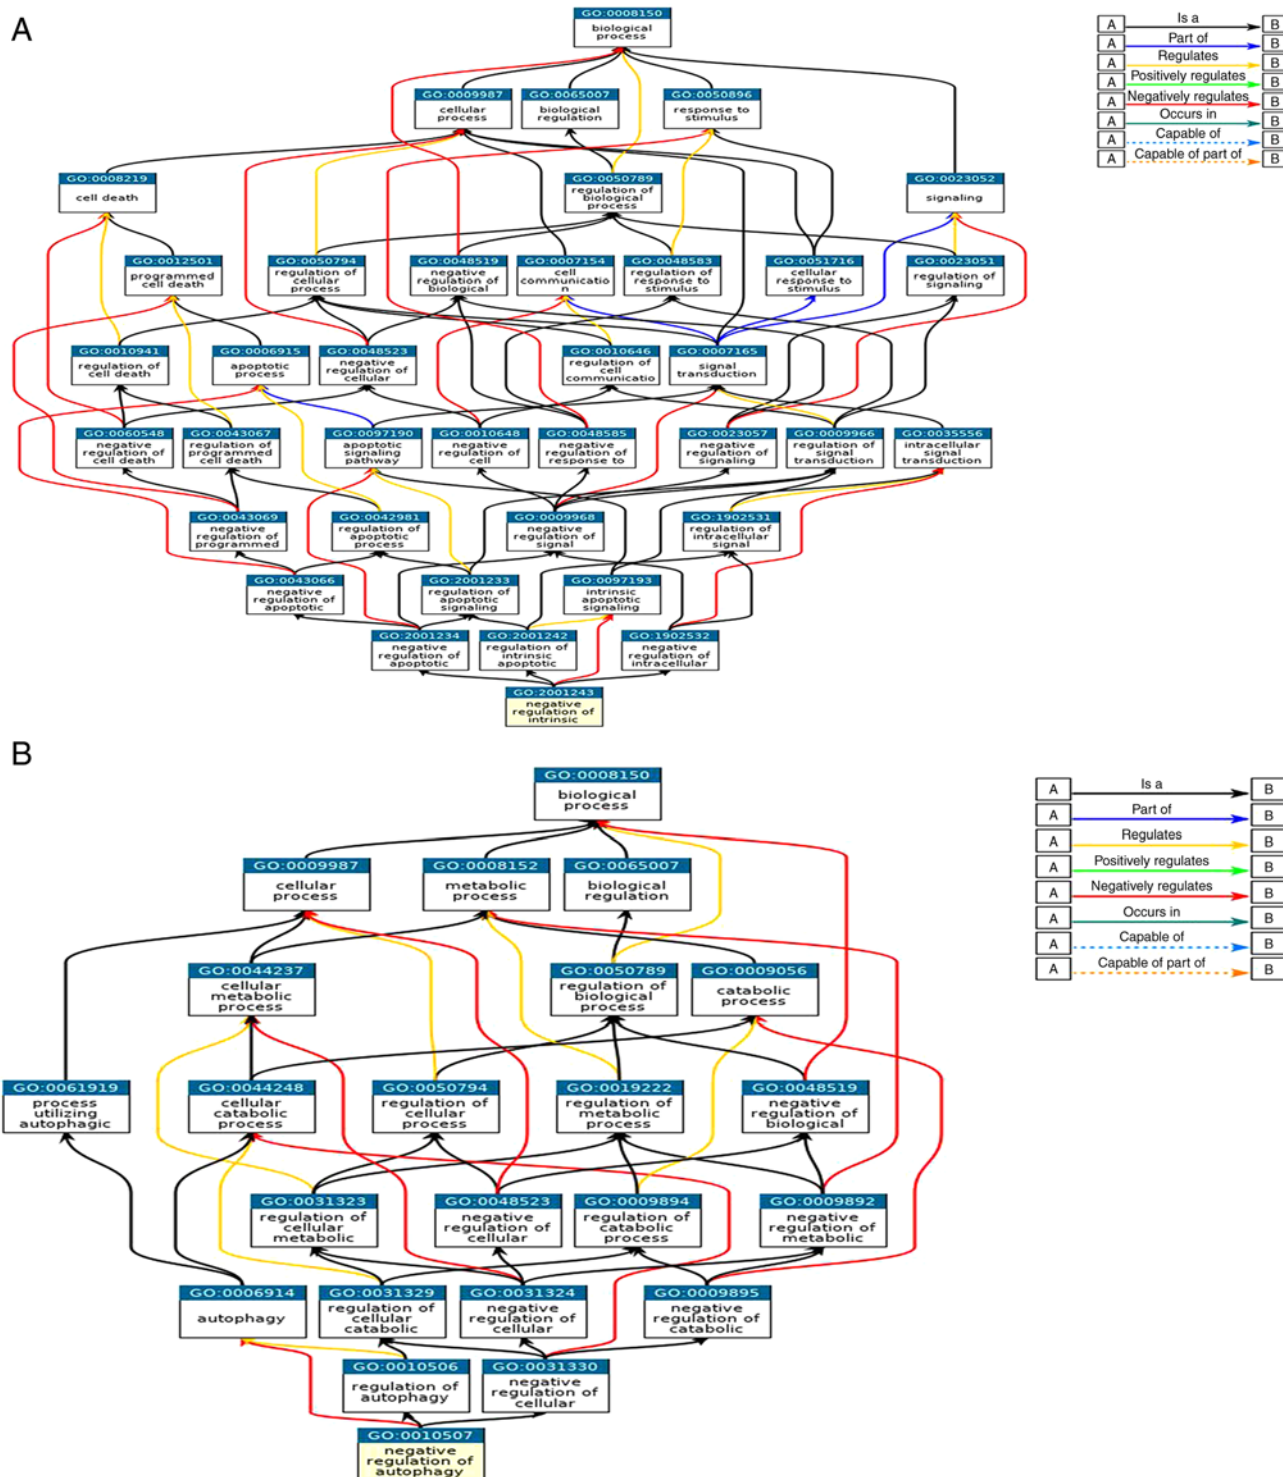 A
GO:0008150
biological
process
A Is a B
A Part of B
A Regulates B
A Positively regulates B
A Negatively regulates B
A Occurs in B
A Capable of B
A Capable of part of B
GO:0009987
cellular
process
GO:0065007
biological
regulation
GO:0050896
response to
stimulus
GO:0008219
cell death
GO:0050789
regulation of
biological
process
GO:0023052
signaling
GO:0012501
programmed
cell death
GO:0050794
regulation of
cellular
process
GO:0048519
negative
regulation of
biological
GO:0007154
cell
communicatio
n
GO:0048583
regulation of
response to
stimulus
GO:0051716
cellular
response to
stimulus
GO:0023051
regulation of
signaling
GO:0010941
regulation of
cell death
GO:0006915
apoptotic
process
GO:0048523
negative
regulation of
cellular
GO:0010646
regulation of
cell
communicatio
GO:0007165
signal
transduction
GO:0060548
negative
regulation of
cell death
GO:0043067
regulation of
programmed
cell death
GO:0097190
apoptotic
signaling
pathway
GO:0010648
negative
regulation of
cell
GO:0048585
negative
regulation of
response to
GO:0023057
negative
regulation of
signaling
GO:0009966
regulation of
signal
transduction
GO:0035556
intracellular
signal
transduction
GO:0043069
negative
regulation of
programmed
GO:0042981
regulation of
apoptotic
process
GO:0009968
negative
regulation of
signal
GO:1902531
regulation of
intracellular
signal
GO:0043066
negative
regulation of
apoptotic
GO:2001233
regulation of
apoptotic
signaling
GO:0097193
intrinsic
apoptotic
signaling
GO:2001234
negative
regulation of
apoptotic
GO:2001242
regulation of
intrinsic
apoptotic
GO:1902532
negative
regulation of
intracellular
GO:2001243
negative
regulation of
intrinsic
B
GO:0008150
biological
process
A Is a B
A Part of B
A Regulates B
A Positively regulates B
A Negatively regulates B
A Occurs in B
A Capable of B
A Capable of part of B
GO:0009987
cellular
process
GO:0008152
metabolic
process
GO:0065007
biological
regulation
GO:0044237
cellular
metabolic
process
GO:0050789
regulation of
biological
process
GO:0009056
catabolic
process
GO:0061919
process
utilizing
autophagic
GO:0044248
cellular
catabolic
process
GO:0050794
regulation of
cellular
process
GO:0019222
regulation of
metabolic
process
GO:0048519
negative
regulation of
biological
GO:0031323
regulation of
cellular
metabolic
GO:0048523
negative
regulation of
cellular
GO:0009894
regulation of
catabolic
process
GO:0009892
negative
regulation of
metabolic
GO:0006914
autophagy
GO:0031329
regulation of
cellular
catabolic
GO:0031324
negative
regulation of
cellular
GO:0009895
negative
regulation of
catabolic
GO:0010506
regulation of
autophagy
GO:0031330
negative
regulation of
cellular
GO:0010507
negative
regulation of
autophagy